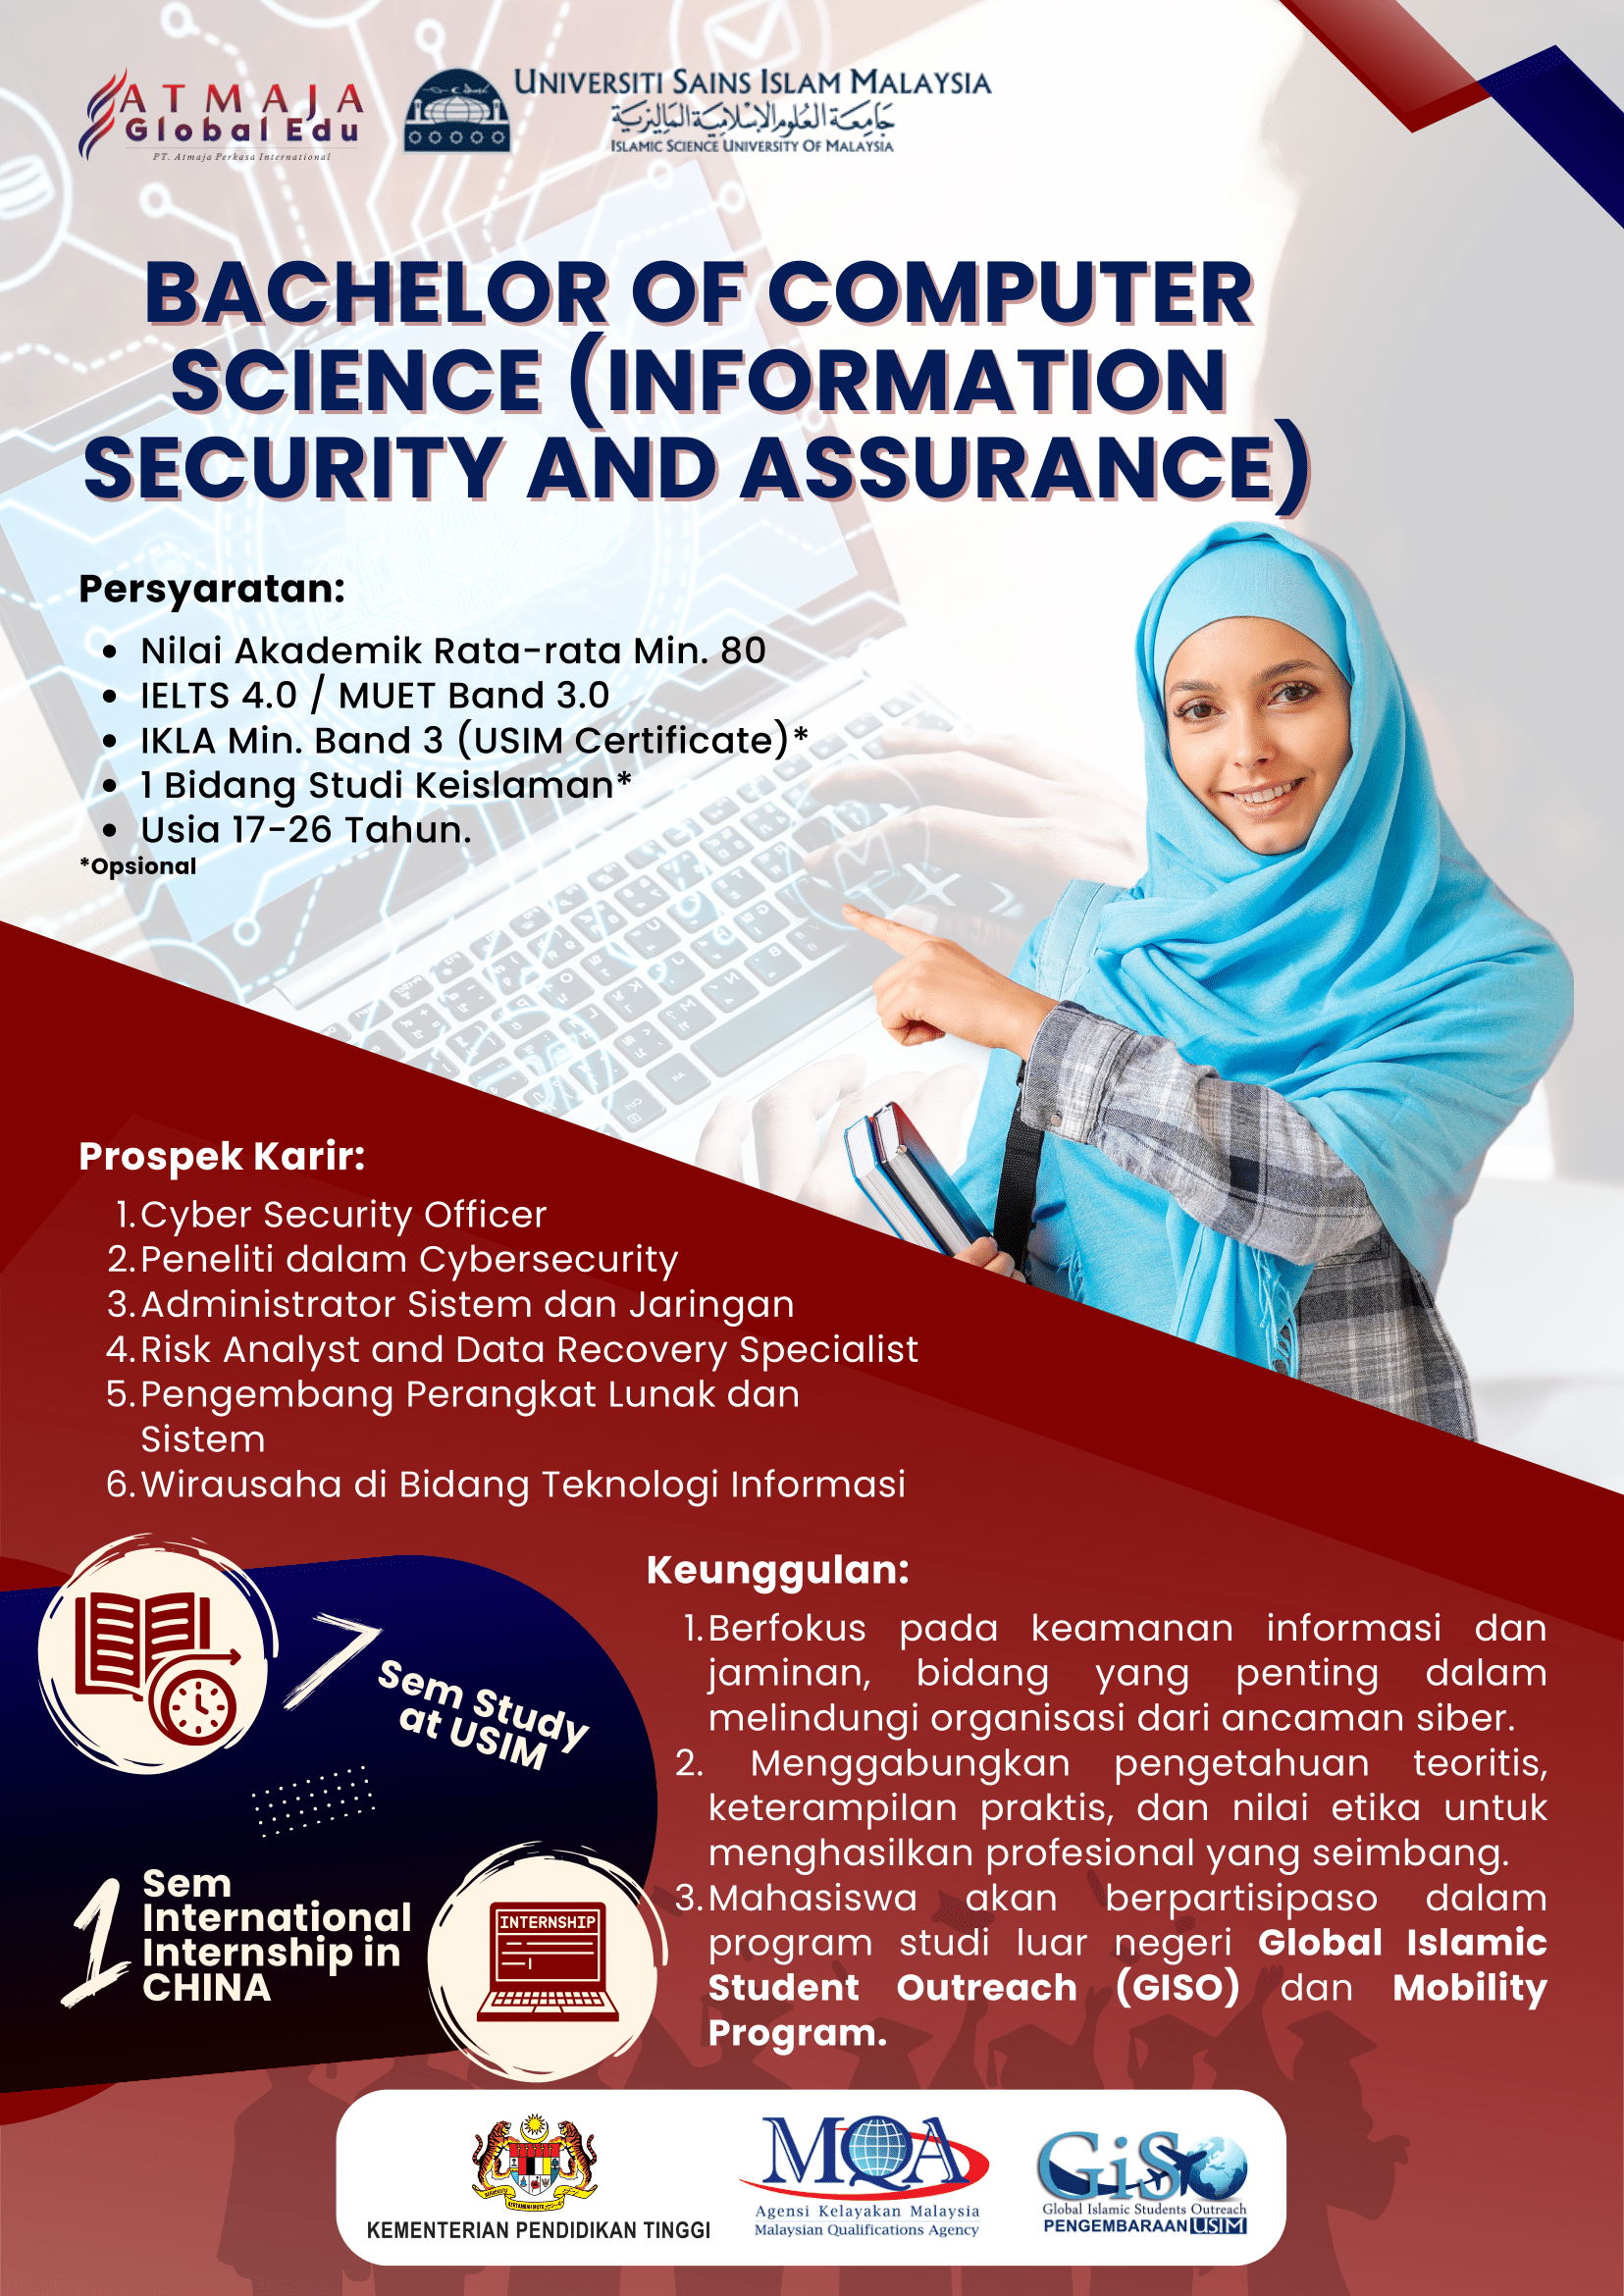 ATMAJA
Global Edu
PT. Atmaja Perkasa International
UNIVERSITI SAINS ISLAM MALAYSIA
جَامِعَة العُلُوم الإِسْلَامِيَّة المَالِيزِيَّة
ISLAMIC SCIENCE UNIVERSITY OF MALAYSIA
BACHELOR OF COMPUTER
SCIENCE (INFORMATION
SECURITY AND ASSURANCE)
Persyaratan:
• Nilai Akademik Rata-rata Min. 80
• IELTS 4.0 / MUET Band 3.0
• IKLA Min. Band 3 (USIM Certificate)*
• 1 Bidang Studi Keislaman*
• Usia 17-26 Tahun.
*Opsional
Prospek Karir:
1. Cyber Security Officer
2. Peneliti dalam Cybersecurity
3. Administrator Sistem dan Jaringan
4. Risk Analyst and Data Recovery Specialist
5. Pengembang Perangkat Lunak dan
Sistem
6. Wirausaha di Bidang Teknologi Informasi
7 Sem Study
at USIM
1 Sem
International
Internship in
CHINA
INTERNSHIP
Keunggulan:
1. Berfokus pada keamanan informasi dan
jaminan, bidang yang penting dalam
melindungi organisasi dari ancaman siber.
2. Menggabungkan pengetahuan teoritis,
keterampilan praktis, dan nilai etika untuk
menghasilkan profesional yang seimbang.
3. Mahasiswa akan berpartisipaso dalam
program studi luar negeri Global Islamic
Student Outreach (GISO) dan Mobility
Program.
KEMENTERIAN PENDIDIKAN TINGGI
MQA
Agensi Kelayakan Malaysia
Malaysian Qualifications Agency
GiSO
Global Islamic Students Outreach
PENGEMBARAAN USIM